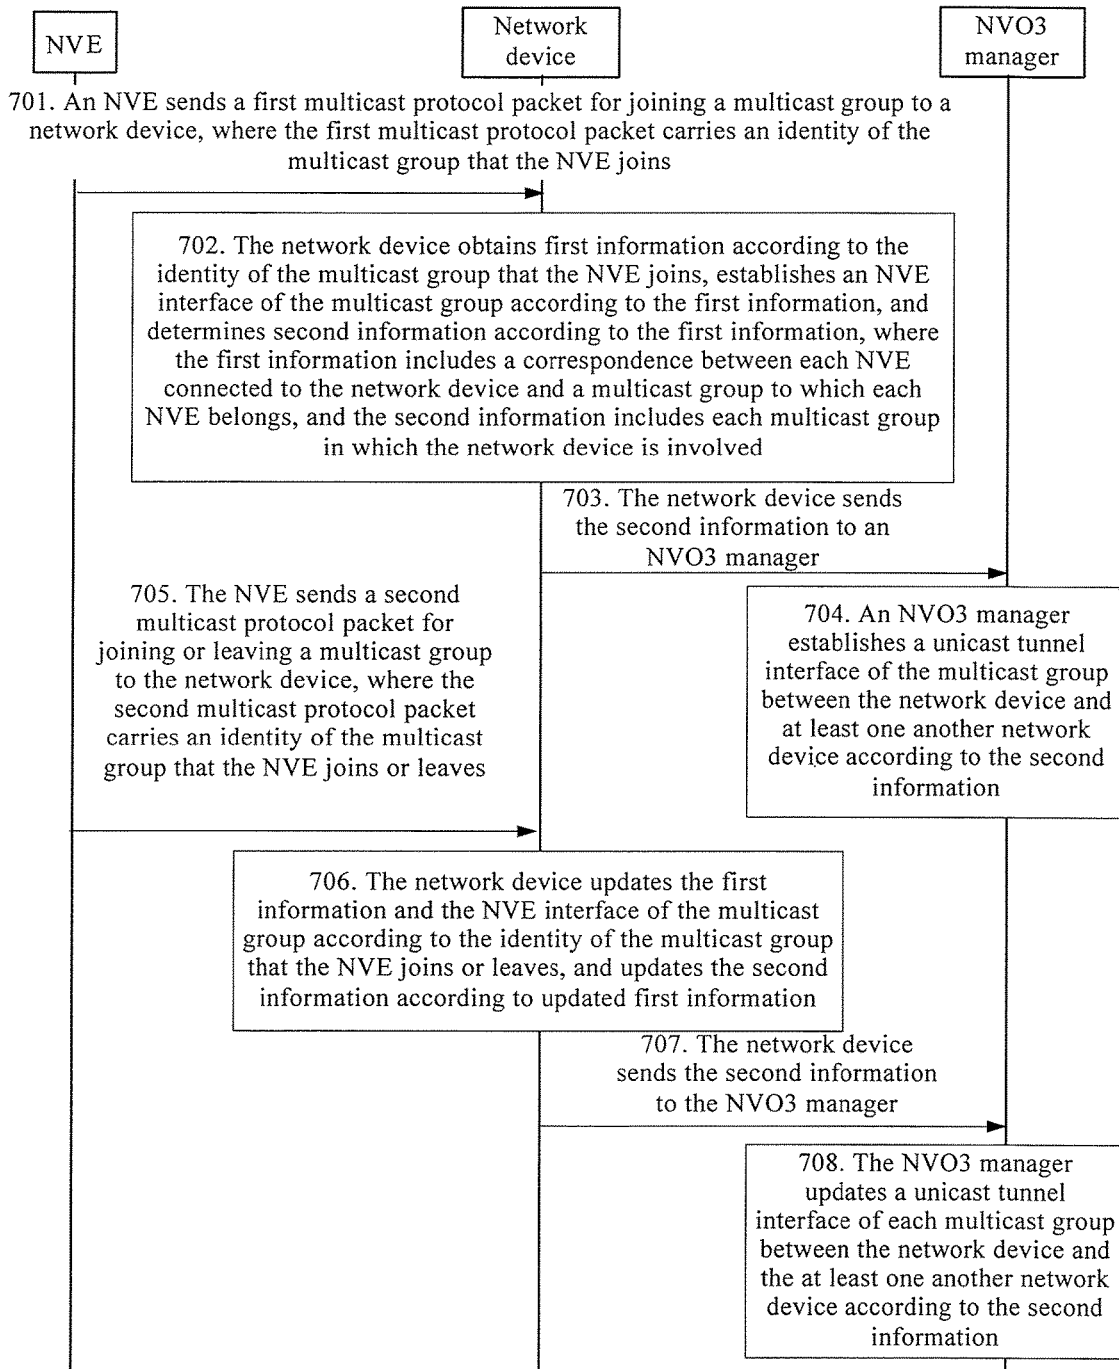 NVE
Network
device
NVO3
manager
701. An NVE sends a first multicast protocol packet for joining a multicast group to a
network device, where the first multicast protocol packet carries an identity of the
multicast group that the NVE joins
702. The network device obtains first information according to the
identity of the multicast group that the NVE joins, establishes an NVE
interface of the multicast group according to the first information, and
determines second information according to the first information, where
the first information includes a correspondence between each NVE
connected to the network device and a multicast group to which each
NVE belongs, and the second information includes each multicast group
in which the network device is involved
703. The network device sends
the second information to an
NVO3 manager
704. An NVO3 manager
establishes a unicast tunnel
interface of the multicast group
between the network device and
at least one another network
device according to the second
information
705. The NVE sends a second
multicast protocol packet for
joining or leaving a multicast group
to the network device, where the
second multicast protocol packet
carries an identity of the multicast
group that the NVE joins or leaves
706. The network device updates the first
information and the NVE interface of the multicast
group according to the identity of the multicast group
that the NVE joins or leaves, and updates the second
information according to updated first information
707. The network device
sends the second information
to the NVO3 manager
708. The NVO3 manager
updates a unicast tunnel
interface of each multicast group
between the network device and
the at least one another network
device according to the second
information